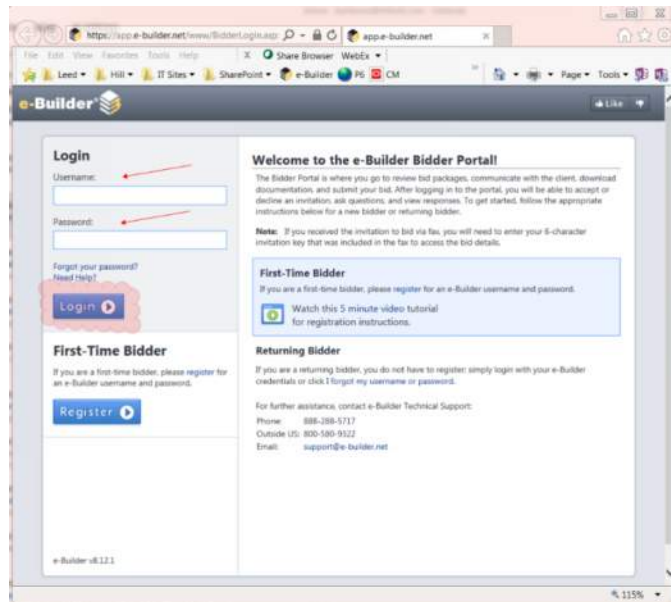 https://app.e-builder.net/www/BidderLogin.asp
app.e-builder.net
File Edit View Favorites Tools Help
X Share Browser WebEx
Leed Hill IT Sites SharePoint e-Builder P6 CM
Page Tools
e-Builder
Like
Login
Username:
Password:
Forgot your password?
Need Help?
Login
First-Time Bidder
If you are a first-time bidder, please register for
an e-Builder username and password.
Register
e-Builder v8.12.1
Welcome to the e-Builder Bidder Portal!
The Bidder Portal is where you go to review bid packages, communicate with the client, download
documentation, and submit your bid. After logging in to the portal, you will be able to accept or
decline an invitation, ask questions, and view responses. To get started, follow the appropriate
instructions below for a new bidder or returning bidder.
Note: If you received the invitation to bid via fax, you will need to enter your 6-character
invitation key that was included in the fax to access the bid details.
First-Time Bidder
If you are a first-time bidder, please register for an e-Builder username and password.
Watch this 5 minute video tutorial
for registration instructions.
Returning Bidder
If you are a returning bidder, you do not have to register: simply login with your e-Builder
credentials or click I forgot my username or password.
For further assistance, contact e-Builder Technical Support:
Phone: 888-288-5717
Outside US: 800-580-9322
Email: support@e-builder.net
115%